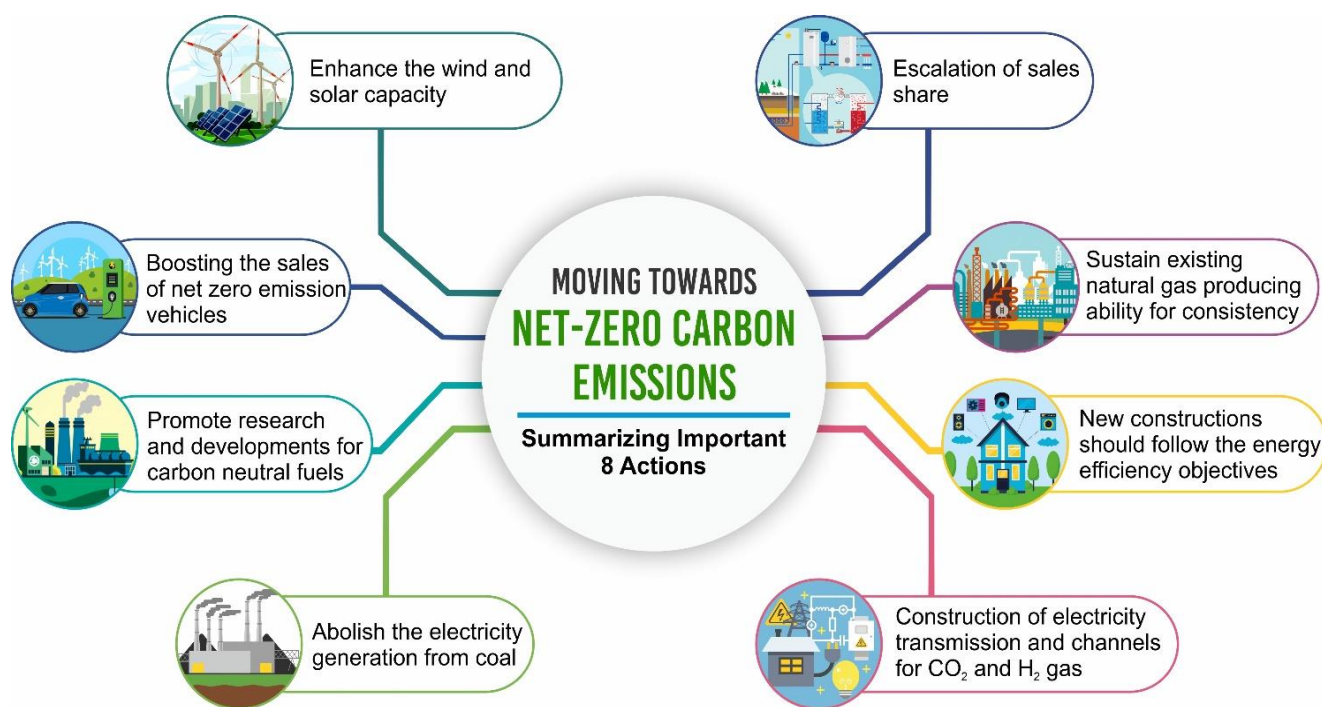 Enhance the wind and
solar capacity
Escalation of sales
share
Boosting the sales
of net zero emission
vehicles
Sustain existing
natural gas producing
ability for consistency
MOVING TOWARDS
NET-ZERO CARBON
EMISSIONS
Summarizing Important
8 Actions
Promote research
and developments for
carbon neutral fuels
New constructions
should follow the energy
efficiency objectives
Abolish the electricity
generation from coal
Construction of electricity
transmission and channels
for CO₂ and H₂ gas